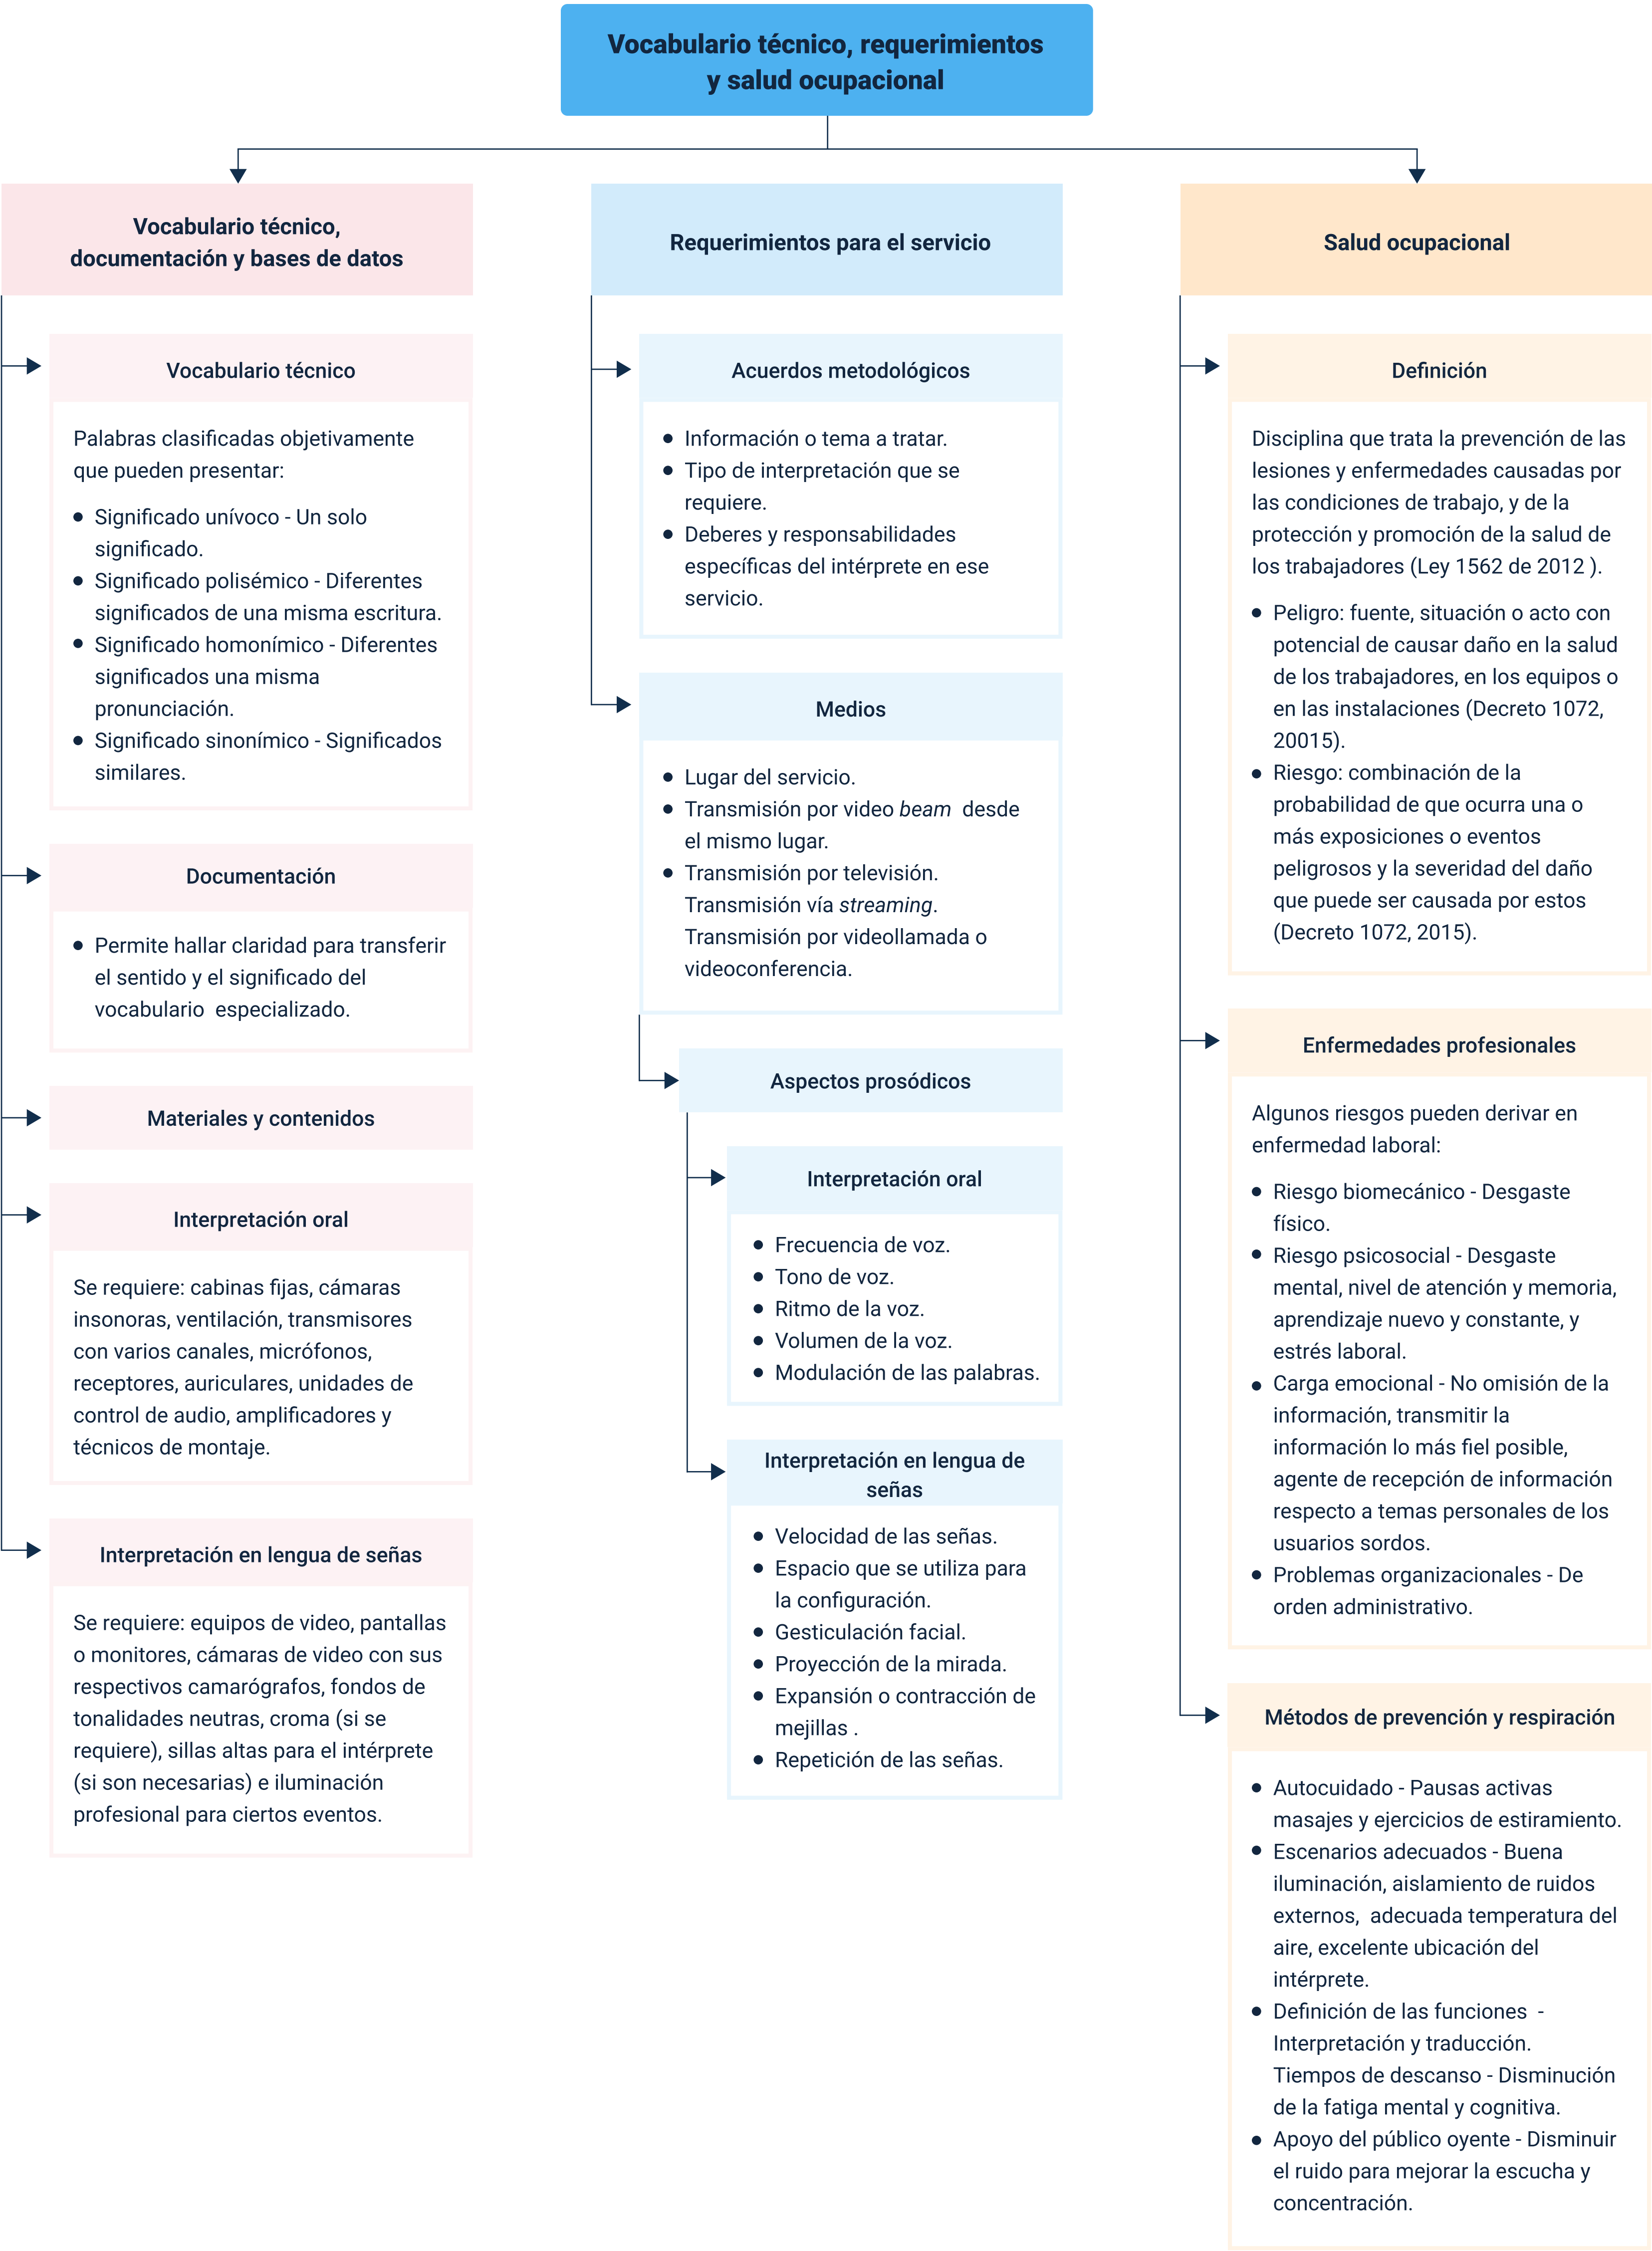 Vocabulario técnico, requerimientos
y salud ocupacional
Vocabulario técnico,
documentación y bases de datos
Vocabulario técnico
Palabras clasificadas objetivamente
que pueden presentar:
• Significado unívoco - Un solo
significado.
• Significado polisémico - Diferentes
significados de una misma escritura.
• Significado homonímico - Diferentes
significados una misma
pronunciación.
• Significado sinonímico - Significados
similares.
Documentación
• Permite hallar claridad para transferir
el sentido y el significado del
vocabulario  especializado.
Materiales y contenidos
Interpretación oral
Se requiere: cabinas fijas, cámaras
insonoras, ventilación, transmisores
con varios canales, micrófonos,
receptores, auriculares, unidades de
control de audio, amplificadores y
técnicos de montaje.
Interpretación en lengua de señas
Se requiere: equipos de video, pantallas
o monitores, cámaras de video con sus
respectivos camarógrafos, fondos de
tonalidades neutras, croma (si se
requiere), sillas altas para el intérprete
(si son necesarias) e iluminación
profesional para ciertos eventos.
Requerimientos para el servicio
Acuerdos metodológicos
• Información o tema a tratar.
• Tipo de interpretación que se
requiere.
• Deberes y responsabilidades
específicas del intérprete en ese
servicio.
Medios
• Lugar del servicio.
• Transmisión por video beam  desde
el mismo lugar.
• Transmisión por televisión.
Transmisión vía streaming.
Transmisión por videollamada o
videoconferencia.
Aspectos prosódicos
Interpretación oral
• Frecuencia de voz.
• Tono de voz.
• Ritmo de la voz.
• Volumen de la voz.
• Modulación de las palabras.
Interpretación en lengua de
señas
• Velocidad de las señas.
• Espacio que se utiliza para
la configuración.
• Gesticulación facial.
• Proyección de la mirada.
• Expansión o contracción de
mejillas .
• Repetición de las señas.
Salud ocupacional
Definición
Disciplina que trata la prevención de las
lesiones y enfermedades causadas por
las condiciones de trabajo, y de la
protección y promoción de la salud de
los trabajadores (Ley 1562 de 2012 ).
• Peligro: fuente, situación o acto con
potencial de causar daño en la salud
de los trabajadores, en los equipos o
en las instalaciones (Decreto 1072,
20015).
• Riesgo: combinación de la
probabilidad de que ocurra una o
más exposiciones o eventos
peligrosos y la severidad del daño
que puede ser causada por estos
(Decreto 1072, 2015).
Enfermedades profesionales
Algunos riesgos pueden derivar en
enfermedad laboral:
• Riesgo biomecánico - Desgaste
físico.
• Riesgo psicosocial - Desgaste
mental, nivel de atención y memoria,
aprendizaje nuevo y constante, y
estrés laboral.
• Carga emocional - No omisión de la
información, transmitir la
información lo más fiel posible,
agente de recepción de información
respecto a temas personales de los
usuarios sordos.
• Problemas organizacionales - De
orden administrativo.
Métodos de prevención y respiración
• Autocuidado - Pausas activas
masajes y ejercicios de estiramiento.
• Escenarios adecuados - Buena
iluminación, aislamiento de ruidos
externos,  adecuada temperatura del
aire, excelente ubicación del
intérprete.
• Definición de las funciones  -
Interpretación y traducción.
Tiempos de descanso - Disminución
de la fatiga mental y cognitiva.
• Apoyo del público oyente - Disminuir
el ruido para mejorar la escucha y
concentración.